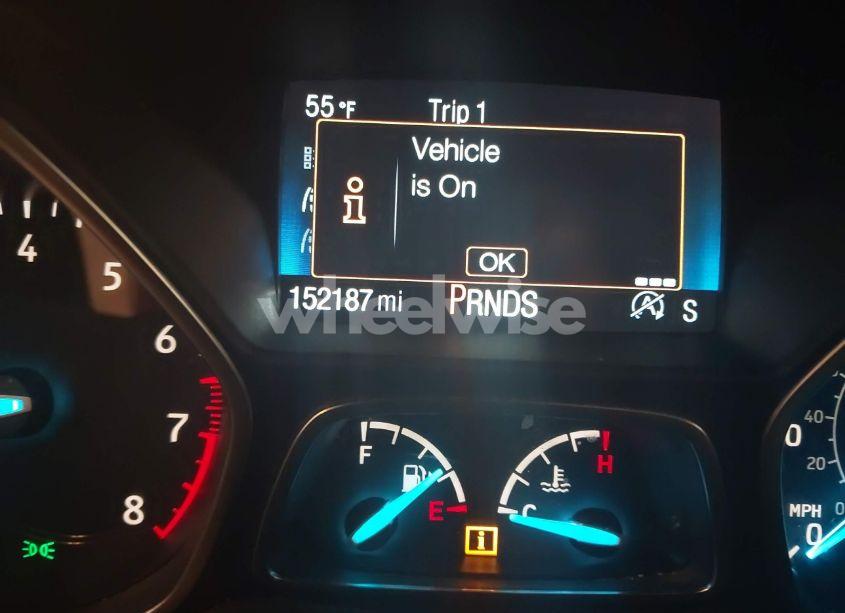 55°F Trip 1
Vehicle
is On
i
OK
152187 mi PRNDS S
4
5
6
7
8
F
E
H
C
i
40
20
0
MPH 0
0
wheelwise